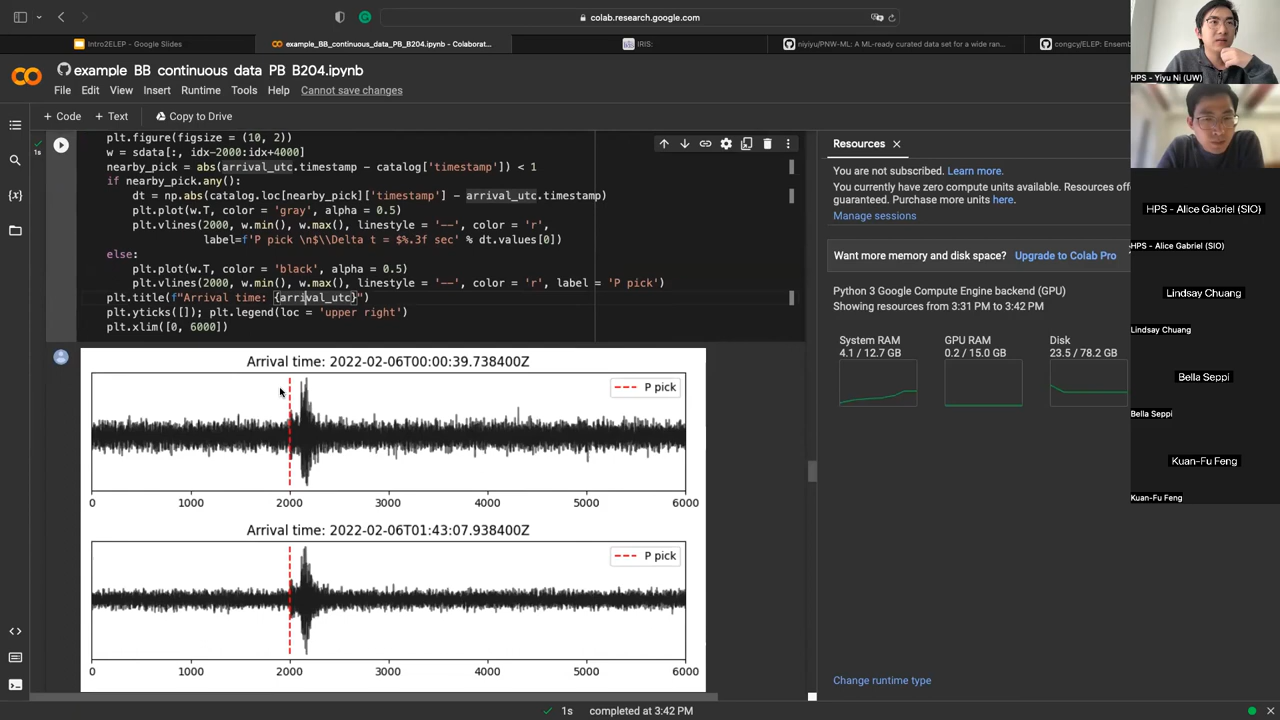 colab.research.google.com
Intro2ELEP - Google Slides
example_BB_continuous_data_PB_B204.ipynb - Colaborat...
IRIS:
niyiyu/PNW-ML: A ML-ready curated data set for a wide ran...
congcy/ELEP: Ensemb
example BB continuous data PB B204.ipynb
File Edit View Insert Runtime Tools Help Cannot save changes
+ Code + Text Copy to Drive
1s
plt.figure(figsize = (10, 2))
w = sdata[:, idx-2000:idx+4000]
nearby_pick = abs(arrival_utc.timestamp - catalog['timestamp']) < 1
if nearby_pick.any():
dt = np.abs(catalog.loc[nearby_pick]['timestamp'] - arrival_utc.timestamp)
plt.plot(w.T, color = 'gray', alpha = 0.5)
plt.vlines(2000, w.min(), w.max(), linestyle = '--', color = 'r',
label=f'P pick \n$\\Delta t = $%.3f sec' % dt.values[0])
else:
plt.plot(w.T, color = 'black', alpha = 0.5)
plt.vlines(2000, w.min(), w.max(), linestyle = '--', color = 'r', label = 'P pick')
plt.title(f"Arrival time: {arrival_utc}")
plt.yticks([]); plt.legend(loc = 'upper right')
plt.xlim([0, 6000])
Arrival time: 2022-02-06T00:00:39.738400Z
P pick
0 1000 2000 3000 4000 5000 6000
Arrival time: 2022-02-06T01:43:07.938400Z
P pick
0 1000 2000 3000 4000 5000 6000
Resources
You are not subscribed. Learn more.
You currently have zero compute units available. Resources offe
guaranteed. Purchase more units here.
Manage sessions
Want more memory and disk space? Upgrade to Colab Pro
Python 3 Google Compute Engine backend (GPU)
Showing resources from 3:31 PM to 3:42 PM
System RAM
4.1 / 12.7 GB
GPU RAM
0.2 / 15.0 GB
Disk
23.5 / 78.2 GB
Change runtime type
1s completed at 3:42 PM
HPS - Yiyu Ni (UW)
HPS - Alice Gabriel (SIO)
HPS - Alice Gabriel (SIO)
Lindsay Chuang
Lindsay Chuang
Bella Seppi
Bella Seppi
Kuan-Fu Feng
Kuan-Fu Feng